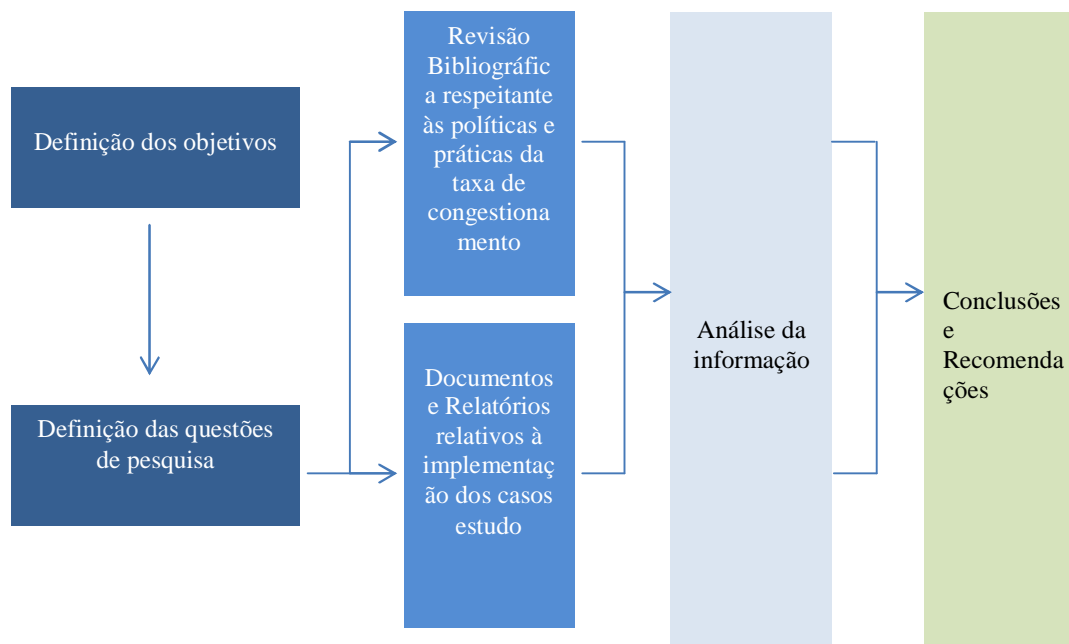 Definição dos objetivos
Definição das questões
de pesquisa
Revisão
Bibliográfic
a respeitante
às políticas e
práticas da
taxa de
congestiona
mento
Documentos
e Relatórios
relativos à
implementaç
ão dos casos
estudo
Análise da
informação
Conclusões
e
Recomenda
ções